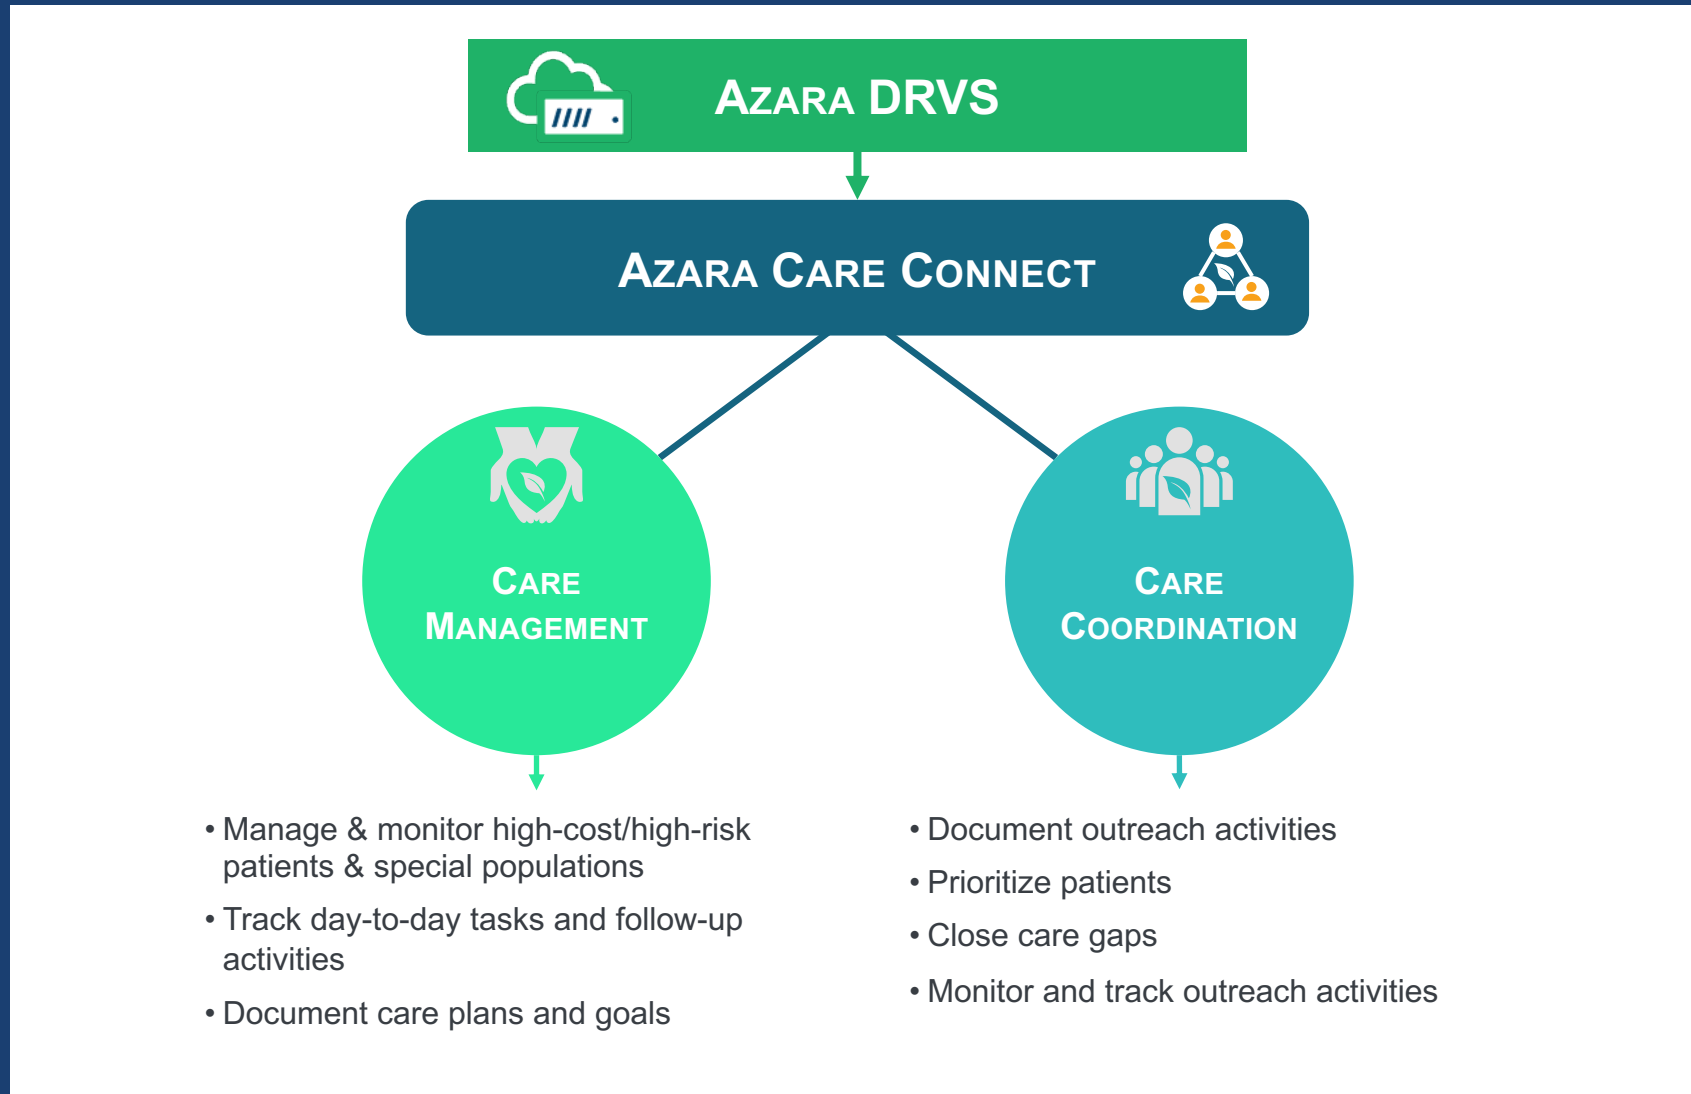 AZARA DRVS
AZARA CARE CONNECT
CARE
MANAGEMENT
CARE
COORDINATION
• Manage & monitor high-cost/high-risk
patients & special populations
• Track day-to-day tasks and follow-up
activities
• Document care plans and goals
• Document outreach activities
• Prioritize patients
• Close care gaps
• Monitor and track outreach activities